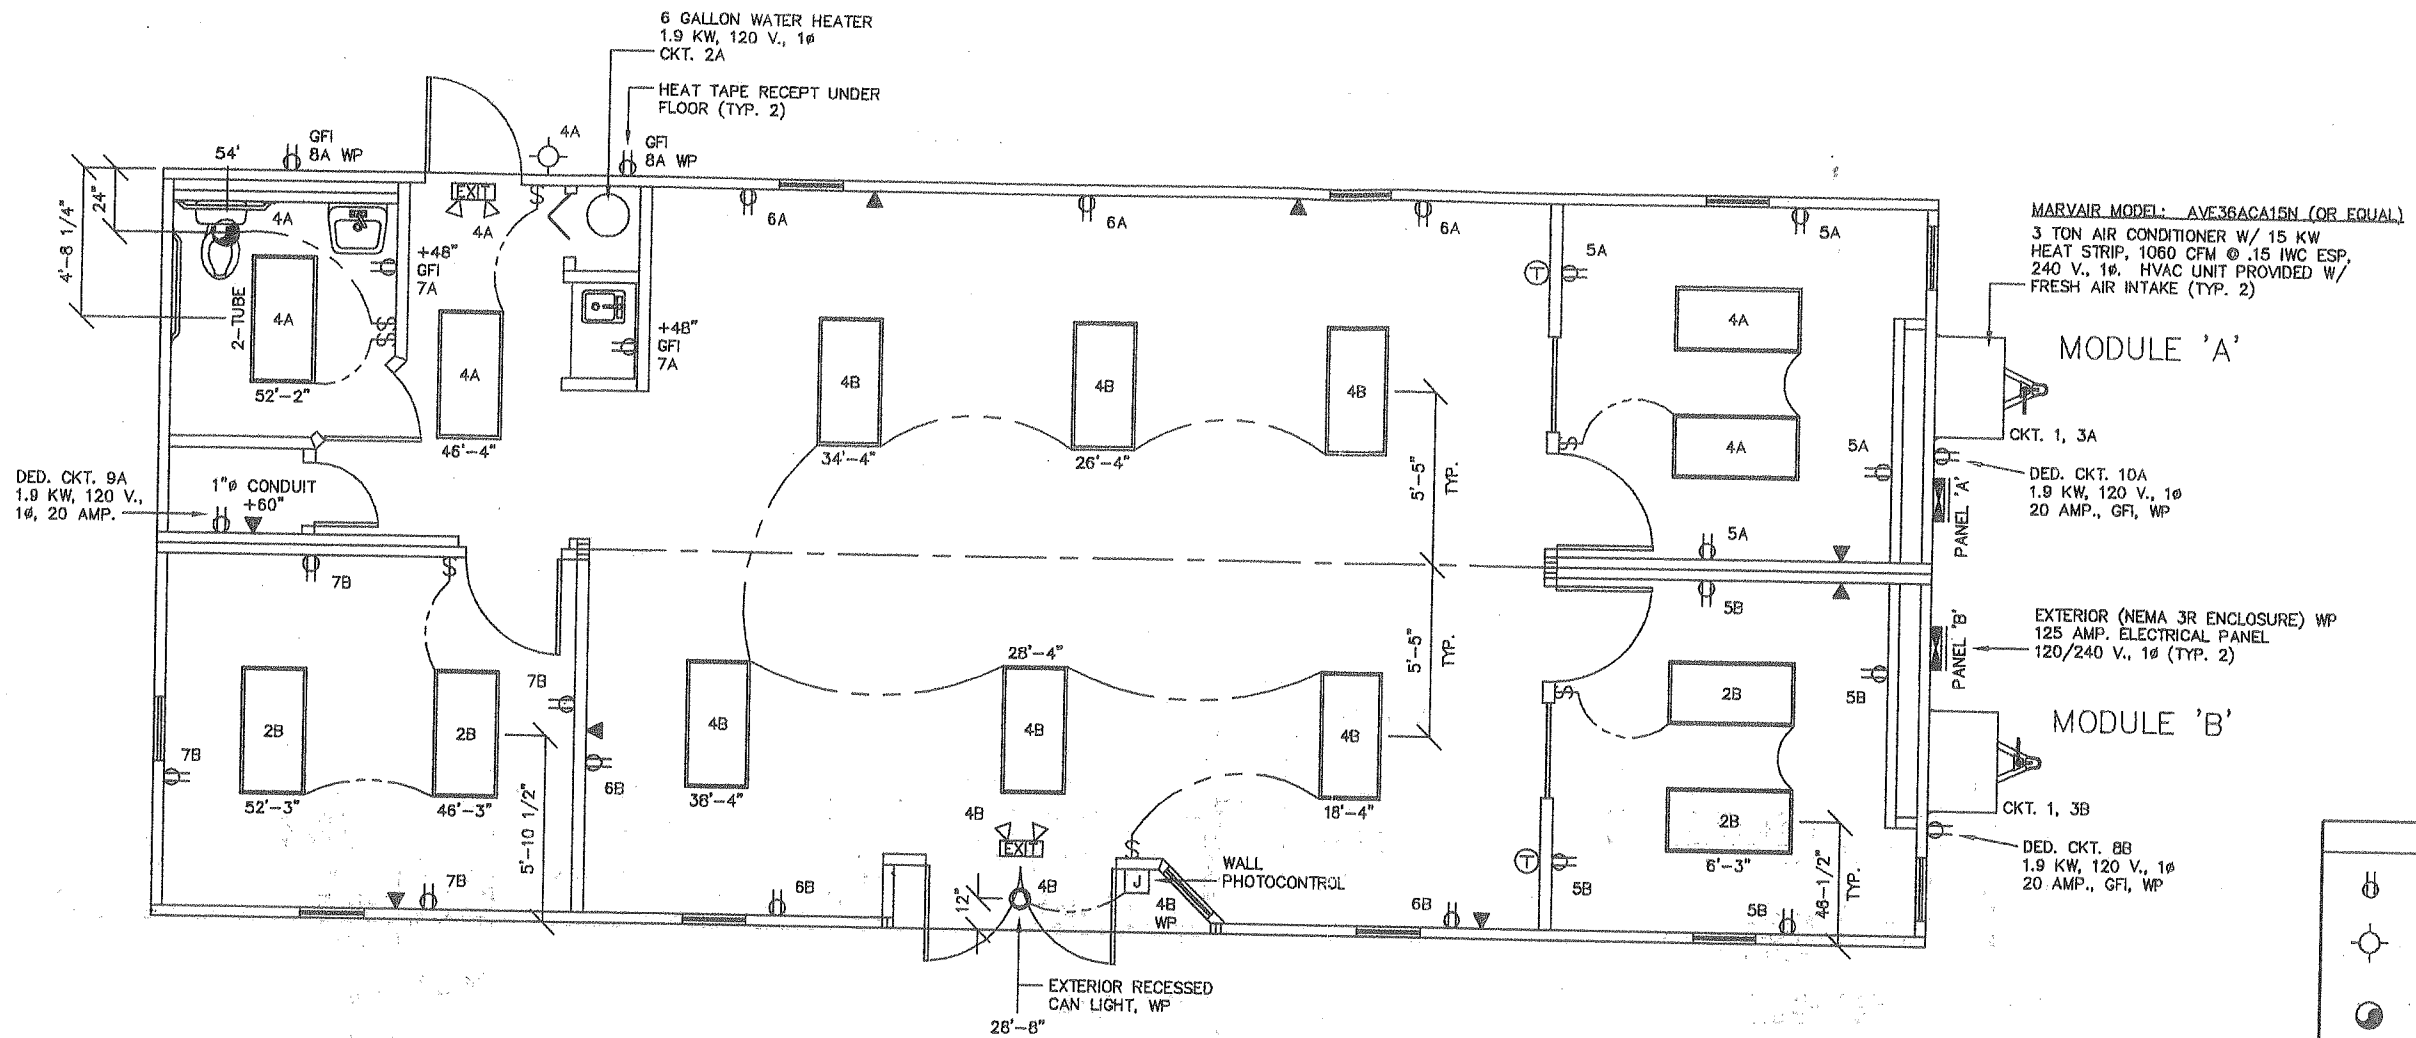 6 GALLON WATER HEATER
1.9 KW, 120 V., 1ø
CKT. 2A
HEAT TAPE RECEPT UNDER
FLOOR (TYP. 2)
GFI
8A WP
54'
4A
GFI
8A WP
24"
4'-8 1/4"
EXIT
4A
4A
6A
6A
6A
5A
5A
+48"
GFI
7A
2-TUBE
4A
52'-2"
4A
46'-4"
+48"
GFI
7A
MARVAIR MODEL: AVE36ACA15N (OR EQUAL)
3 TON AIR CONDITIONER W/ 15 KW
HEAT STRIP, 1060 CFM @ .15 IWC ESP,
240 V., 1ø. HVAC UNIT PROVIDED W/
FRESH AIR INTAKE (TYP. 2)
MODULE 'A'
4B
34'-4"
4B
26'-4"
4B
5'-5"
TYP.
4A
4A
5A
T
$
CKT. 1, 3A
DED. CKT. 10A
1.9 KW, 120 V., 1ø
20 AMP., GFI, WP
PANEL 'A'
DED. CKT. 9A
1.9 KW, 120 V.,
1ø, 20 AMP.
1"ø CONDUIT
+60"
5A
5B
7B
$
5'-5"
TYP.
PANEL 'B'
EXTERIOR (NEMA 3R ENCLOSURE) WP
125 AMP. ELECTRICAL PANEL
120/240 V., 1ø (TYP. 2)
MODULE 'B'
2B
52'-3"
2B
46'-3"
7B
7B
7B
5'-10 1/2"
6B
4B
38'-4"
28'-4"
4B
4B
18'-4"
2B
2B
6'-3"
5B
CKT. 1, 3B
DED. CKT. 8B
1.9 KW, 120 V., 1ø
20 AMP., GFI, WP
4B
EXIT
6B
12"
4B
$
J
WALL
PHOTOCONTROL
4B
WP
6B
T
5B
5B
46-1/2"
TYP.
EXTERIOR RECESSED
CAN LIGHT, WP
28'-8"